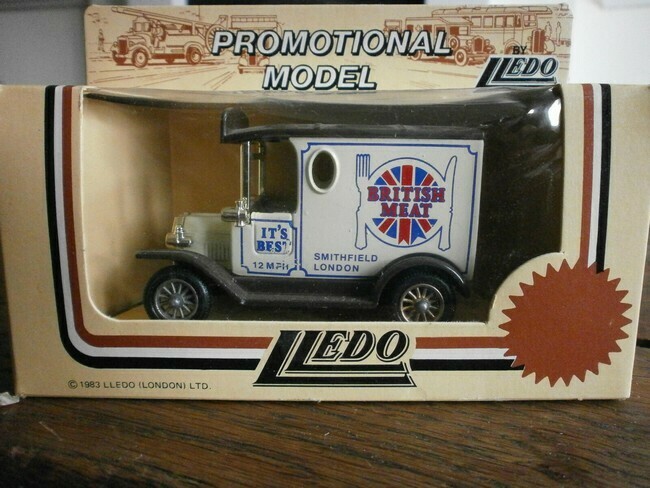 PROMOTIONAL
MODEL
BY
LLEDO
BRITISH
MEAT
IT'S
BEST
12 MPH
SMITHFIELD
LONDON
LLEDO
© 1983 LLEDO (LONDON) LTD.